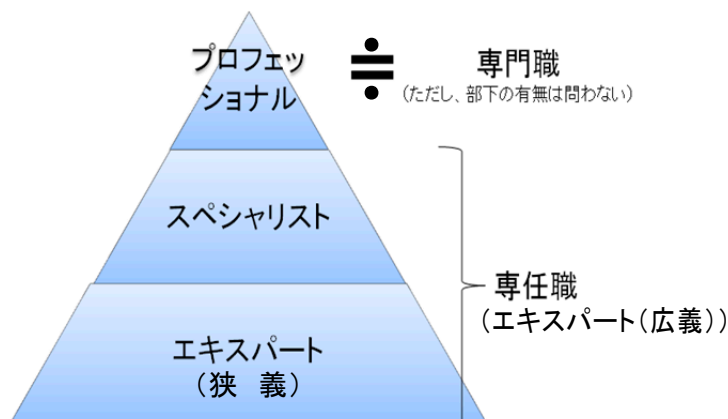 プロフェッ
ショナル
≒
専門職
（ただし、部下の有無は問わない）
スペシャリスト
専任職
（エキスパート（広義））
エキスパート
（狭　義）